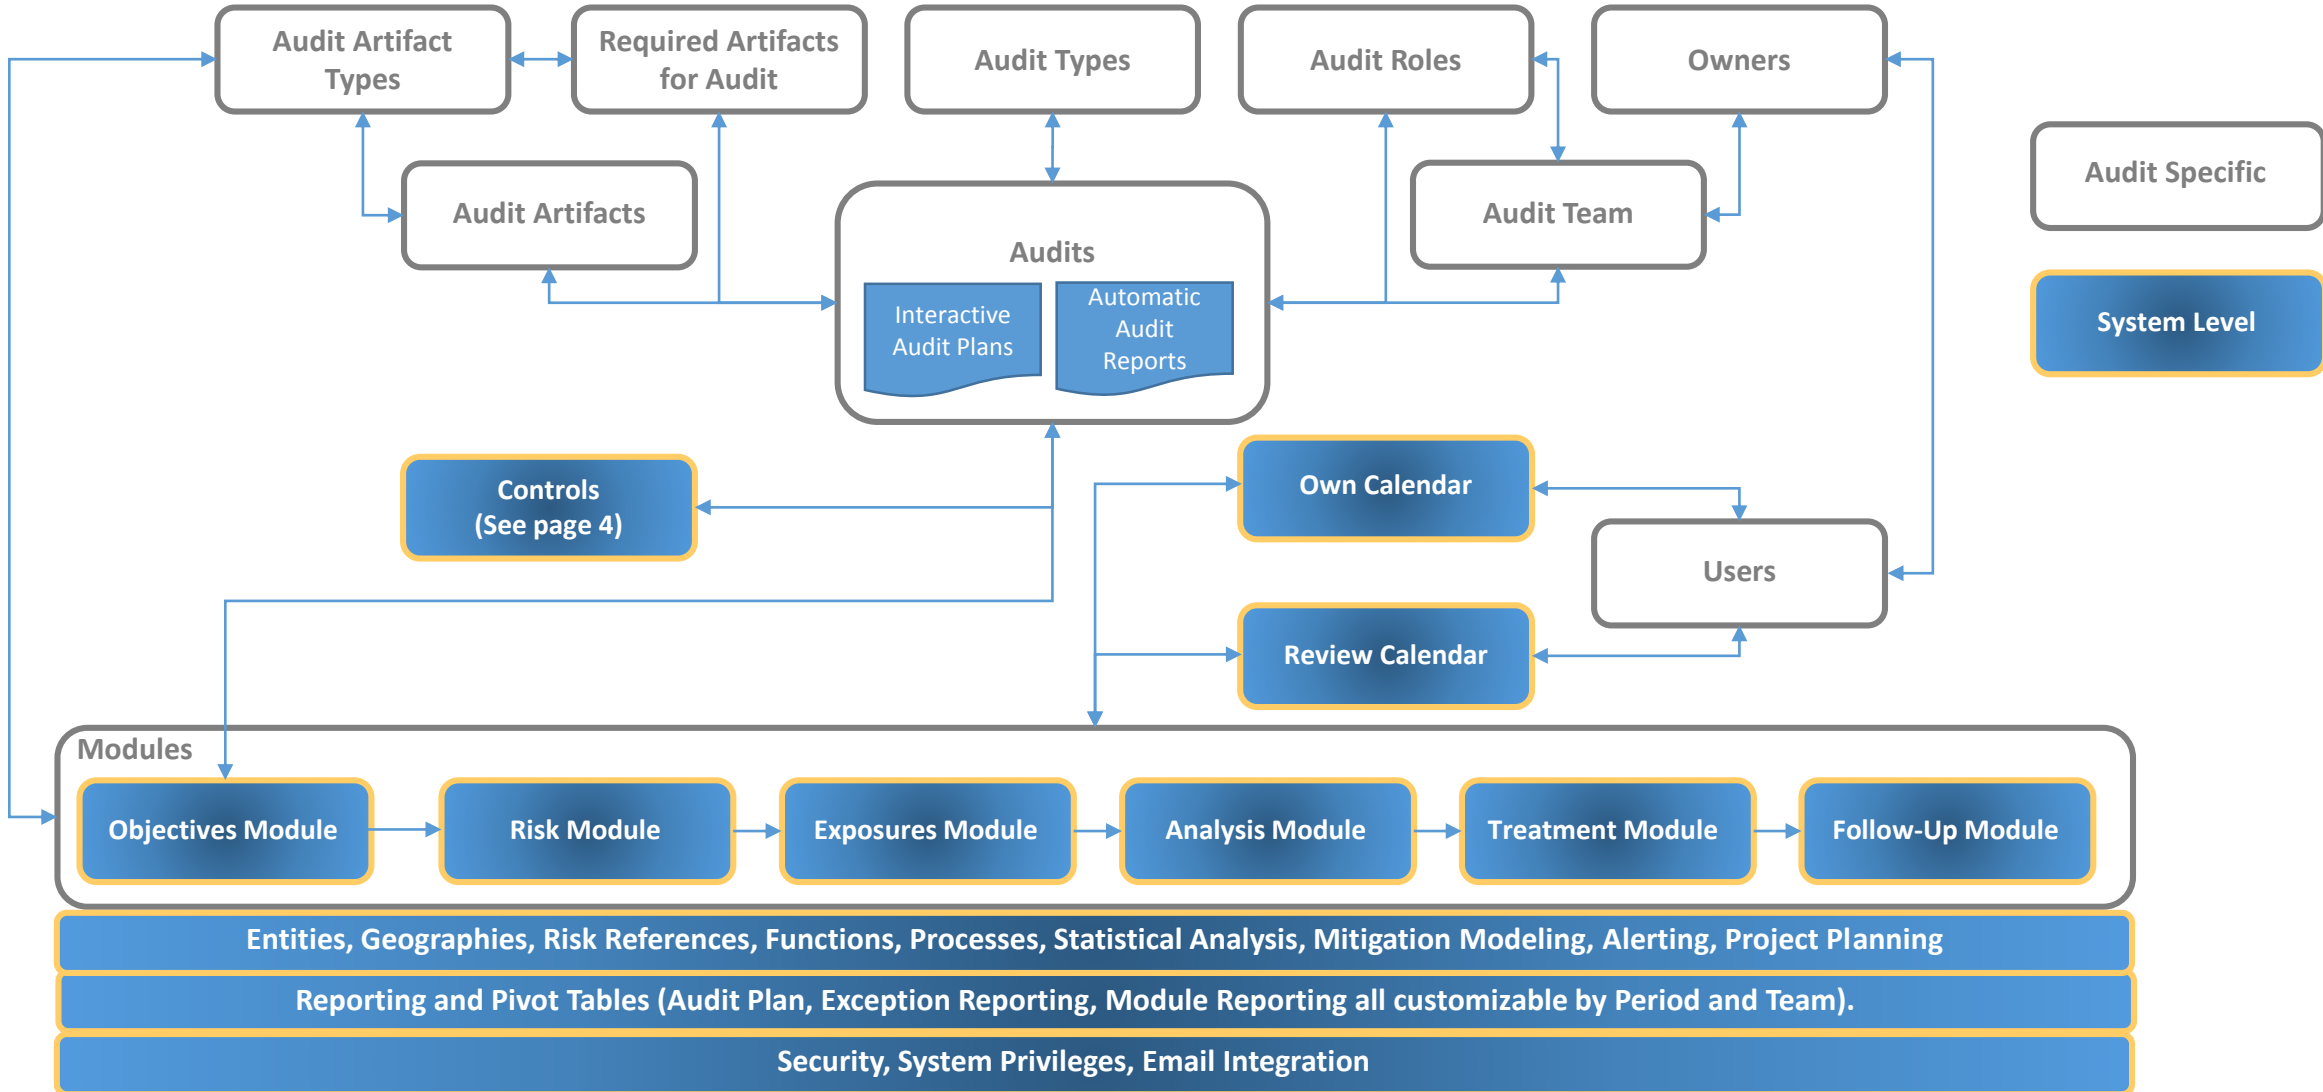 Audit Artifact
Types
Required Artifacts
for Audit
Audit Types
Audit Roles
Owners
Audit Specific
Audit Artifacts
Audit Team
Audits
Interactive
Audit Plans
Automatic
Audit
Reports
System Level
Controls
(See page 4)
Own Calendar
Users
Review Calendar
Modules
Objectives Module
Risk Module
Exposures Module
Analysis Module
Treatment Module
Follow-Up Module
Entities, Geographies, Risk References, Functions, Processes, Statistical Analysis, Mitigation Modeling, Alerting, Project Planning
Reporting and Pivot Tables (Audit Plan, Exception Reporting, Module Reporting all customizable by Period and Team).
Security, System Privileges, Email Integration